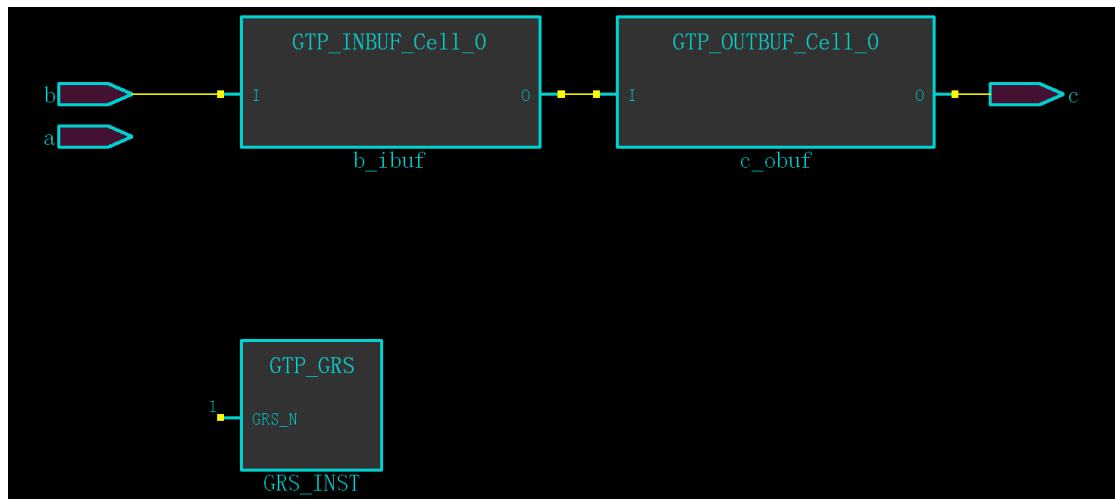 GTP_INBUF_Cell_0 GTP_OUTBUF_Cell_0
b I O I O c
a
b_ibuf c_obuf
GTP_GRS
1 GRS_N
GRS_INST